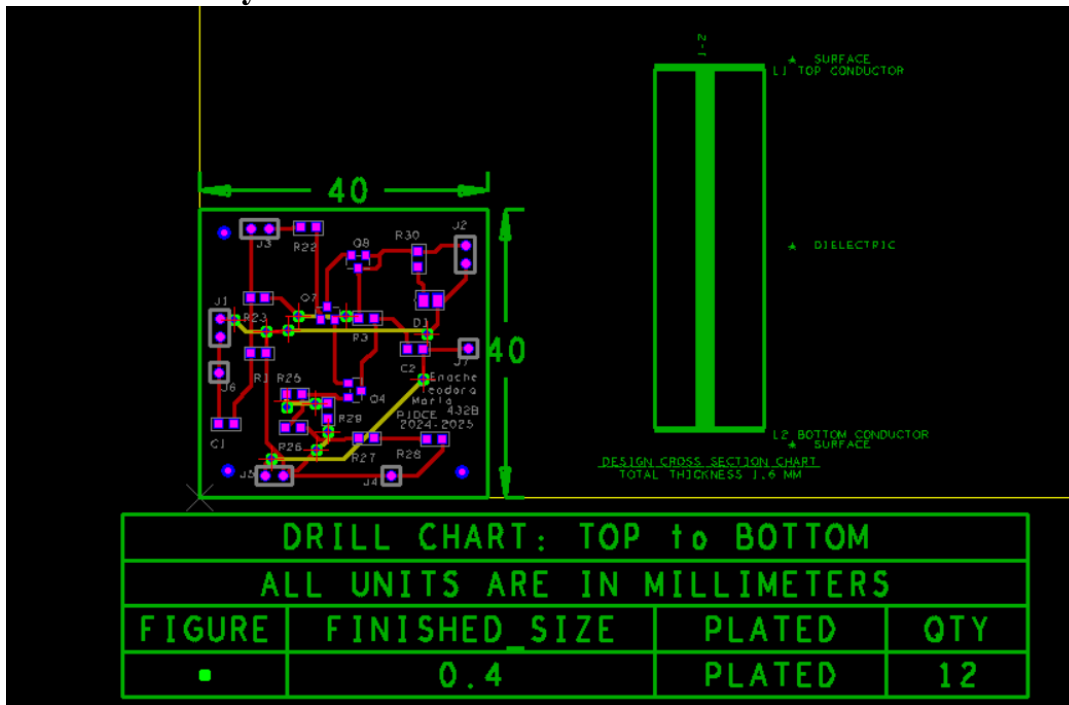 1-2
SURFACE
L1 TOP CONDUCTOR
40
J3
R22
Q8
R30
J2
DIELECTRIC
J1
Q7
R23
R3
D1
40
J6
R1
R25
C2
J7
Enache
Teodora
Maria
Q4
432B
PIDCE
2024-2025
R29
C1
R26
R27
R28
J5
J4
L2 BOTTOM CONDUCTOR
SURFACE
DESIGN CROSS SECTION CHART
TOTAL THICKNESS 1.6 MM
DRILL CHART: TOP to BOTTOM
ALL UNITS ARE IN MILLIMETERS
FIGURE FINISHED_SIZE PLATED QTY
0.4 PLATED 12